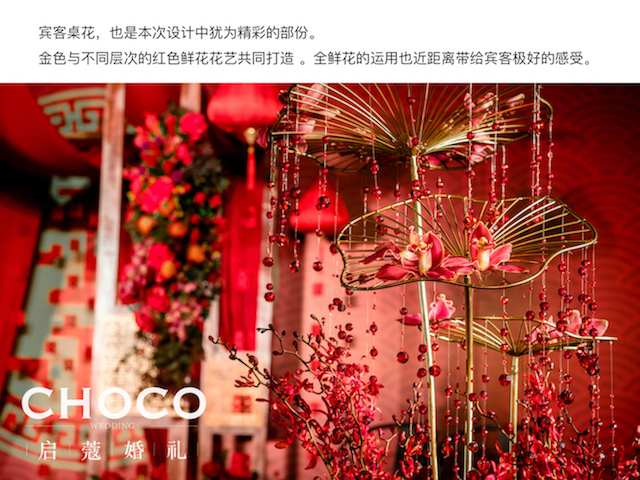 宾客桌花，也是本次设计中犹为精彩的部份。
金色与不同层次的红色鲜花花艺共同打造 。全鲜花的运用也近距离带给宾客极好的感受。
CHOCO
WEDDING
启蔻婚礼